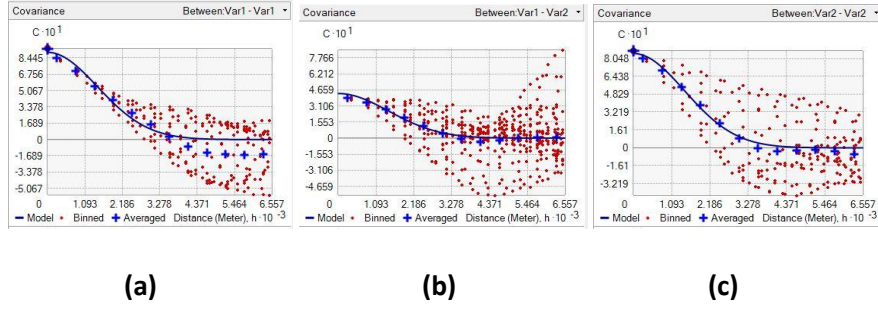 Covariance Between:Var1 - Var1
C · 10¹
8.445
6.756
5.067
3.378
1.689
0
-1.689
-3.378
-5.067
0 1.093 2.186 3.278 4.371 5.464 6.557
Model Binned Averaged Distance (Meter), h · 10 -3
(a)
Covariance Between:Var1 - Var2
C · 10¹
7.766
6.212
4.659
3.106
1.553
0
-1.553
-3.106
-4.659
0 1.093 2.186 3.278 4.371 5.464 6.557
Model Binned Averaged Distance (Meter), h · 10 -3
(b)
Covariance Between:Var2 - Var2
C · 10¹
8.048
6.438
4.829
3.219
1.61
0
-1.61
-3.219
0 1.093 2.186 3.278 4.371 5.464 6.557
Model Binned Averaged Distance (Meter), h · 10 -3
(c)